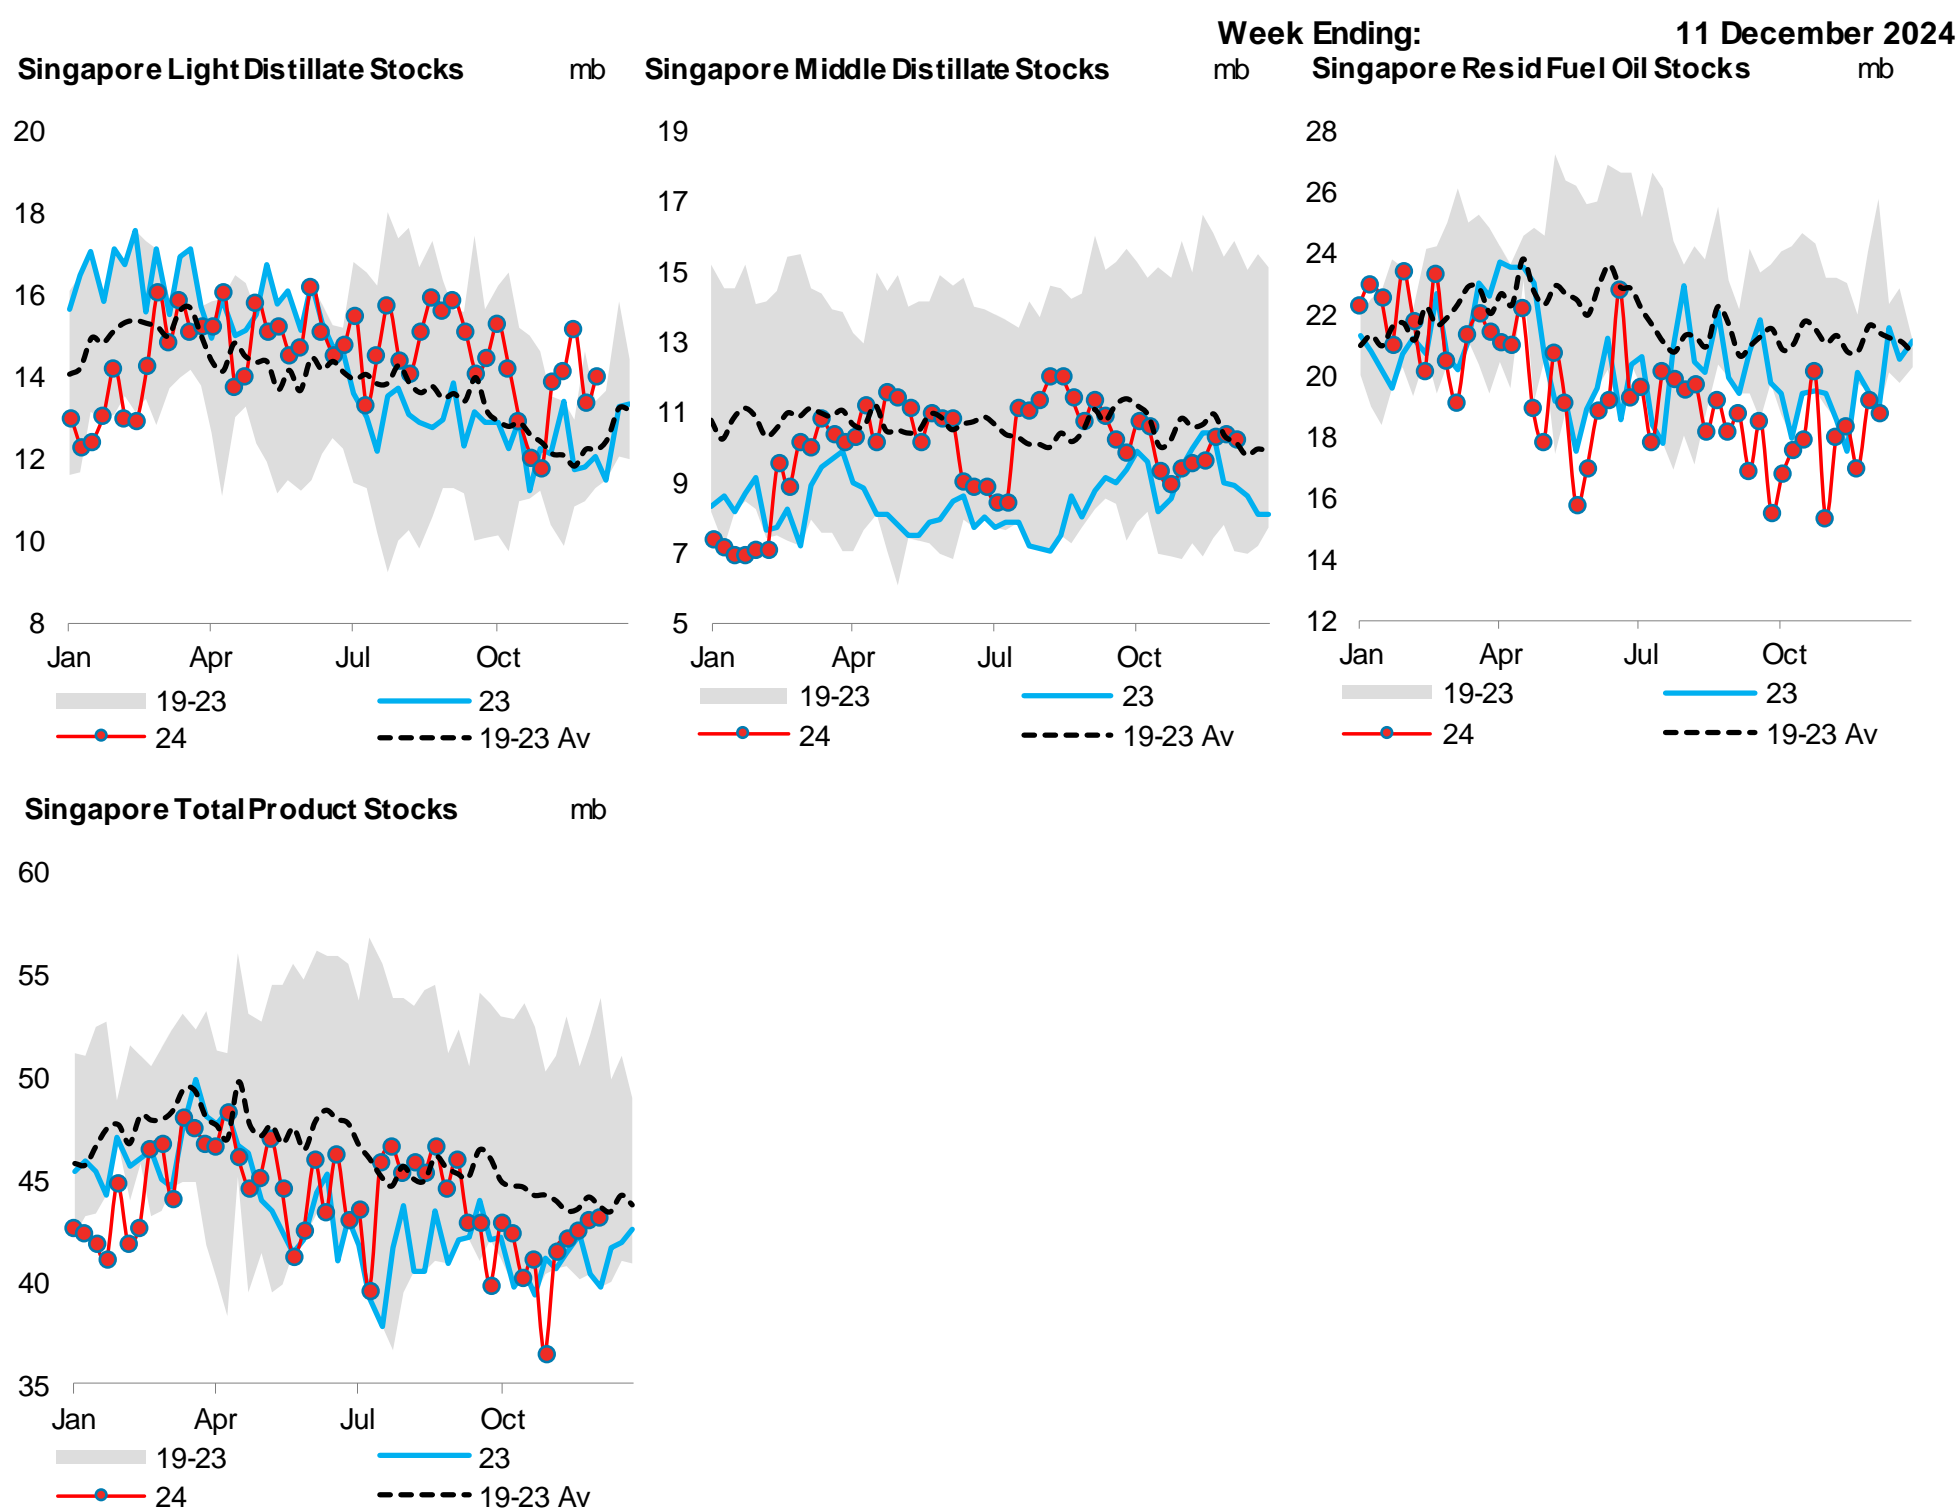 Week Ending: 11 December 2024
Singapore Light Distillate Stocks mb
20
18
16
14
12
10
8
Jan Apr Jul Oct
19-23 23
24 19-23 Av
Singapore Middle Distillate Stocks mb
19
17
15
13
11
9
7
5
Jan Apr Jul Oct
19-23 23
24 19-23 Av
Singapore Resid Fuel Oil Stocks mb
28
26
24
22
20
18
16
14
12
Jan Apr Jul Oct
19-23 23
24 19-23 Av
Singapore Total Product Stocks mb
60
55
50
45
40
35
Jan Apr Jul Oct
19-23 23
24 19-23 Av